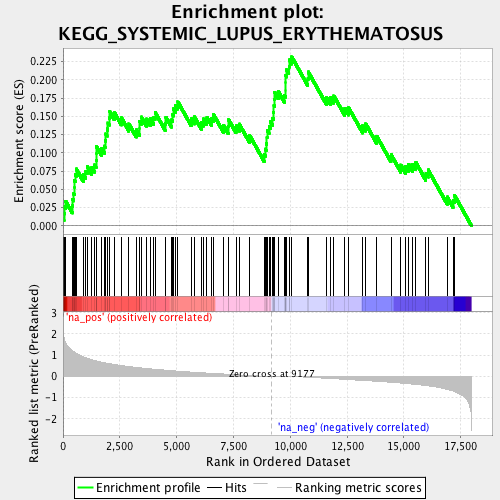 Enrichment plot:
KEGG_SYSTEMIC_LUPUS_ERYTHEMATOSUS
Enrichment score (ES)
0.225
0.200
0.175
0.150
0.125
0.100
0.075
0.050
0.025
0.000
Ranked list metric (PreRanked)
3
2
1
0
-1
-2
'na_pos' (positively correlated)
Zero cross at 9177
'na_neg' (negatively correlated)
0
2,500
5,000
7,500
10,000
12,500
15,000
17,500
Rank in Ordered Dataset
Enrichment profile
Hits
Ranking metric scores